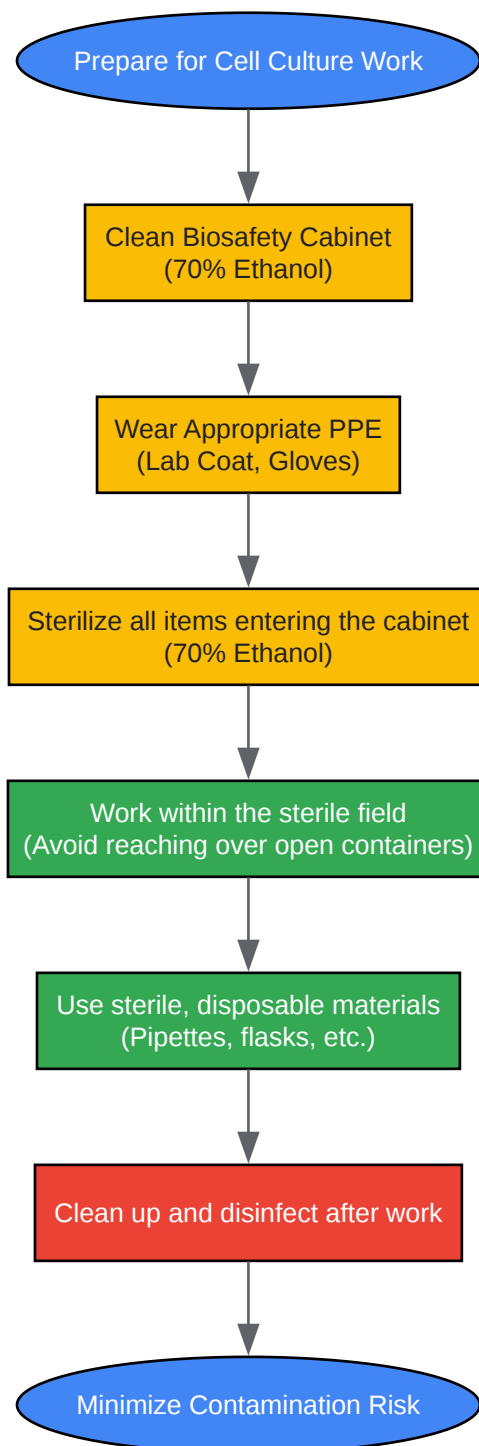 Prepare for Cell Culture Work
Clean Biosafety Cabinet
(70% Ethanol)
Wear Appropriate PPE
(Lab Coat, Gloves)
Sterilize all items entering the cabinet
(70% Ethanol)
Work within the sterile field
(Avoid reaching over open containers)
Use sterile, disposable materials
(Pipettes, flasks, etc.)
Clean up and disinfect after work
Minimize Contamination Risk